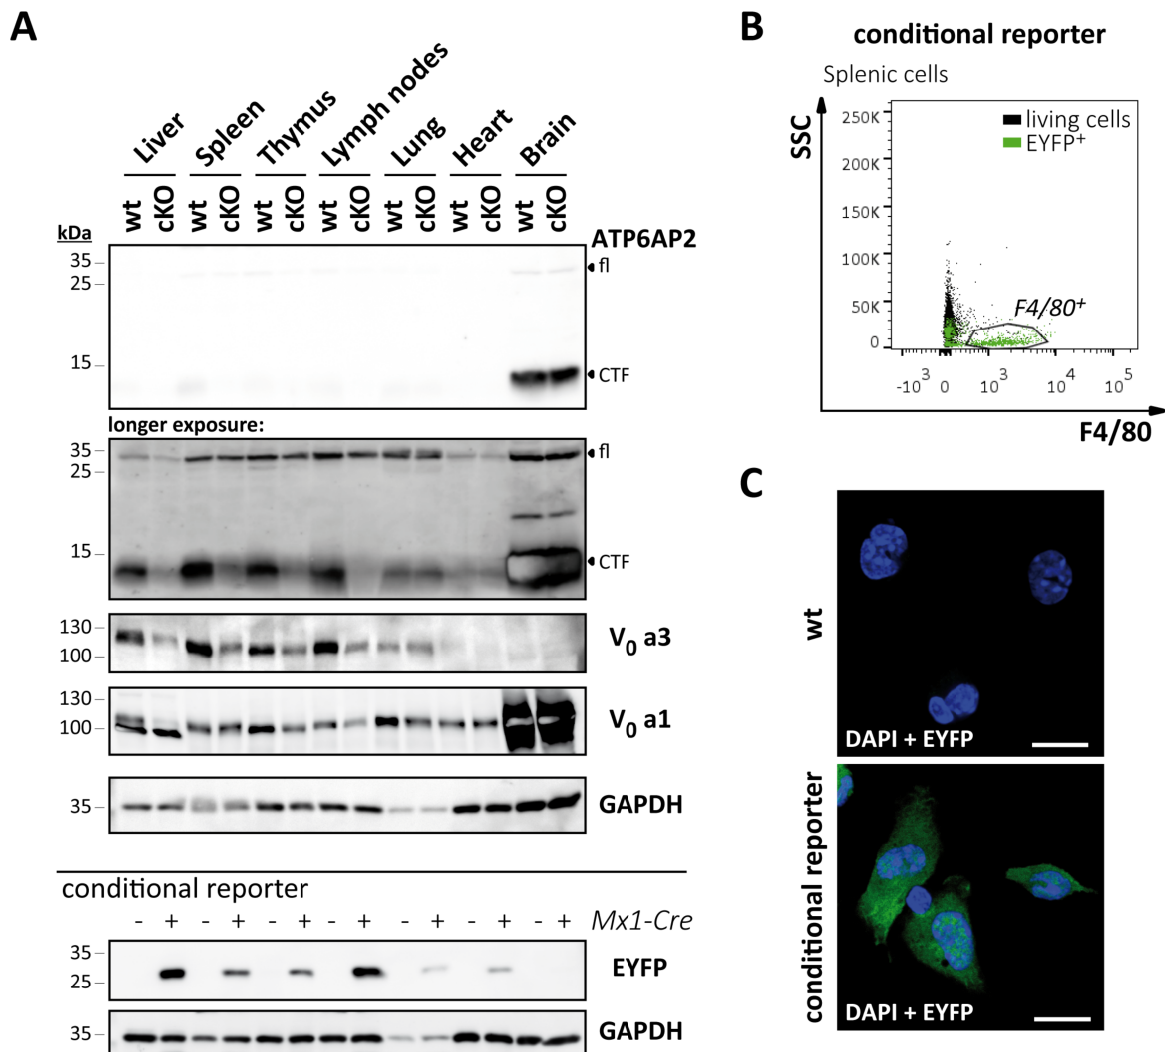 A
Liver
Spleen
Thymus
Lymph nodes
Lung
Heart
Brain
wt cKO wt cKO wt cKO wt cKO wt cKO wt cKO wt cKO
kDa
ATP6AP2
35
fl
25
15
CTF
longer exposure:
35
fl
25
15
CTF
130
V0 a3
100
130
V0 a1
100
35
GAPDH
conditional reporter
- + - + - + - + - + - + - + Mx1-Cre
35
EYFP
25
35
GAPDH
B
conditional reporter
Splenic cells
SSC
250K
200K
150K
100K
50K
0
living cells
EYFP+
F4/80+
-10^3 0 10^3 10^4 10^5
F4/80
C
wt
DAPI + EYFP
conditional reporter
DAPI + EYFP